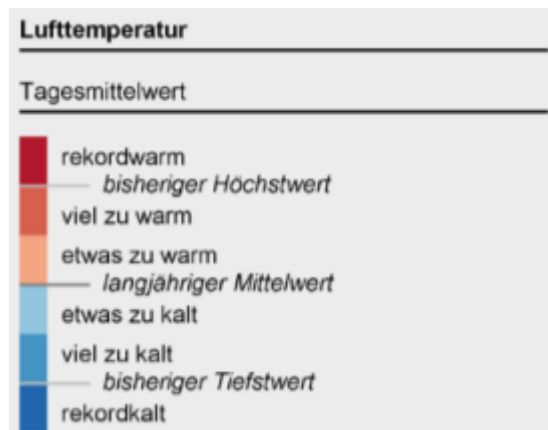 Lufttemperatur
Tagesmittelwert
rekordwarm
bisheriger Höchstwert
viel zu warm
etwas zu warm
langjähriger Mittelwert
etwas zu kalt
viel zu kalt
bisheriger Tiefstwert
rekordkalt